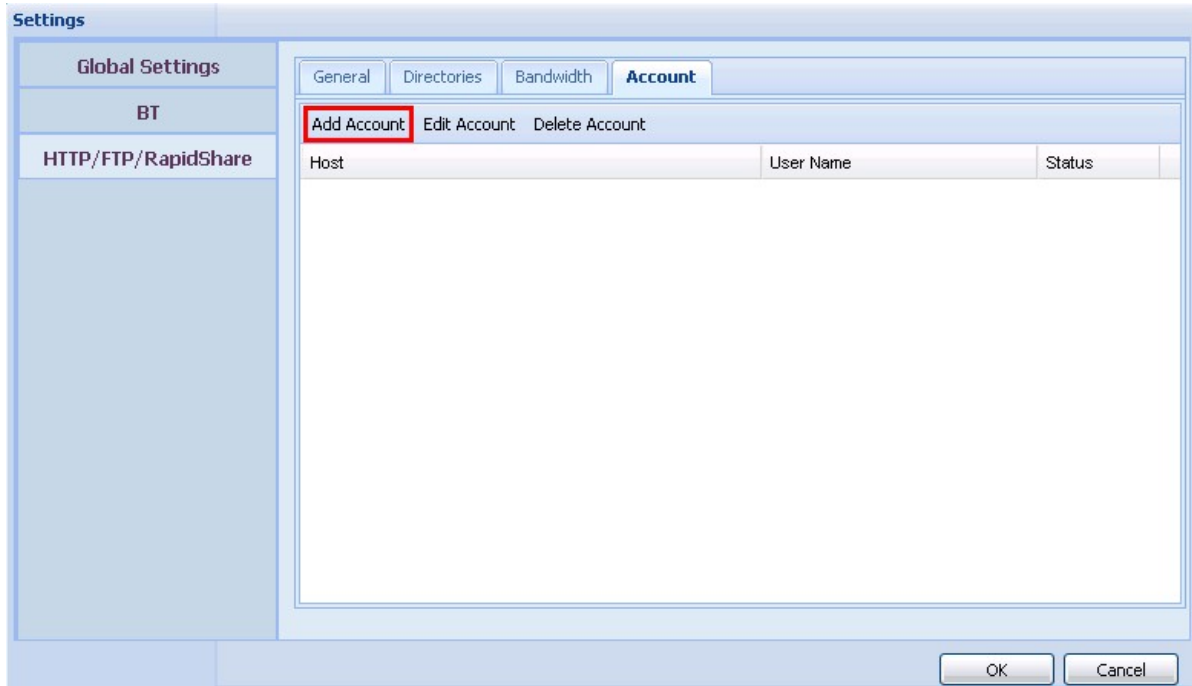 Settings
Global Settings
BT
HTTP/FTP/RapidShare
General Directories Bandwidth Account
Add Account Edit Account Delete Account
Host User Name Status
OK Cancel